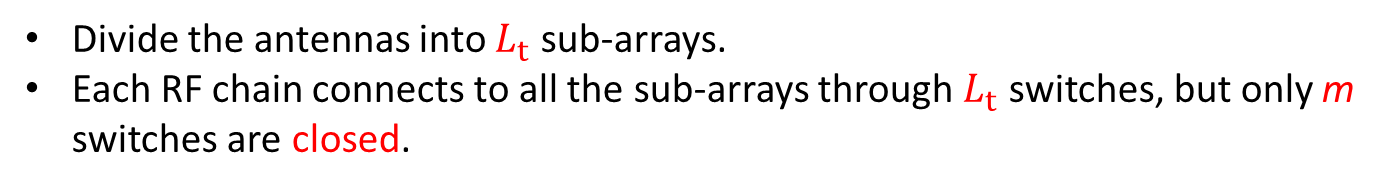 • Divide the antennas into Lt sub-arrays.
• Each RF chain connects to all the sub-arrays through Lt switches, but only m
switches are closed.